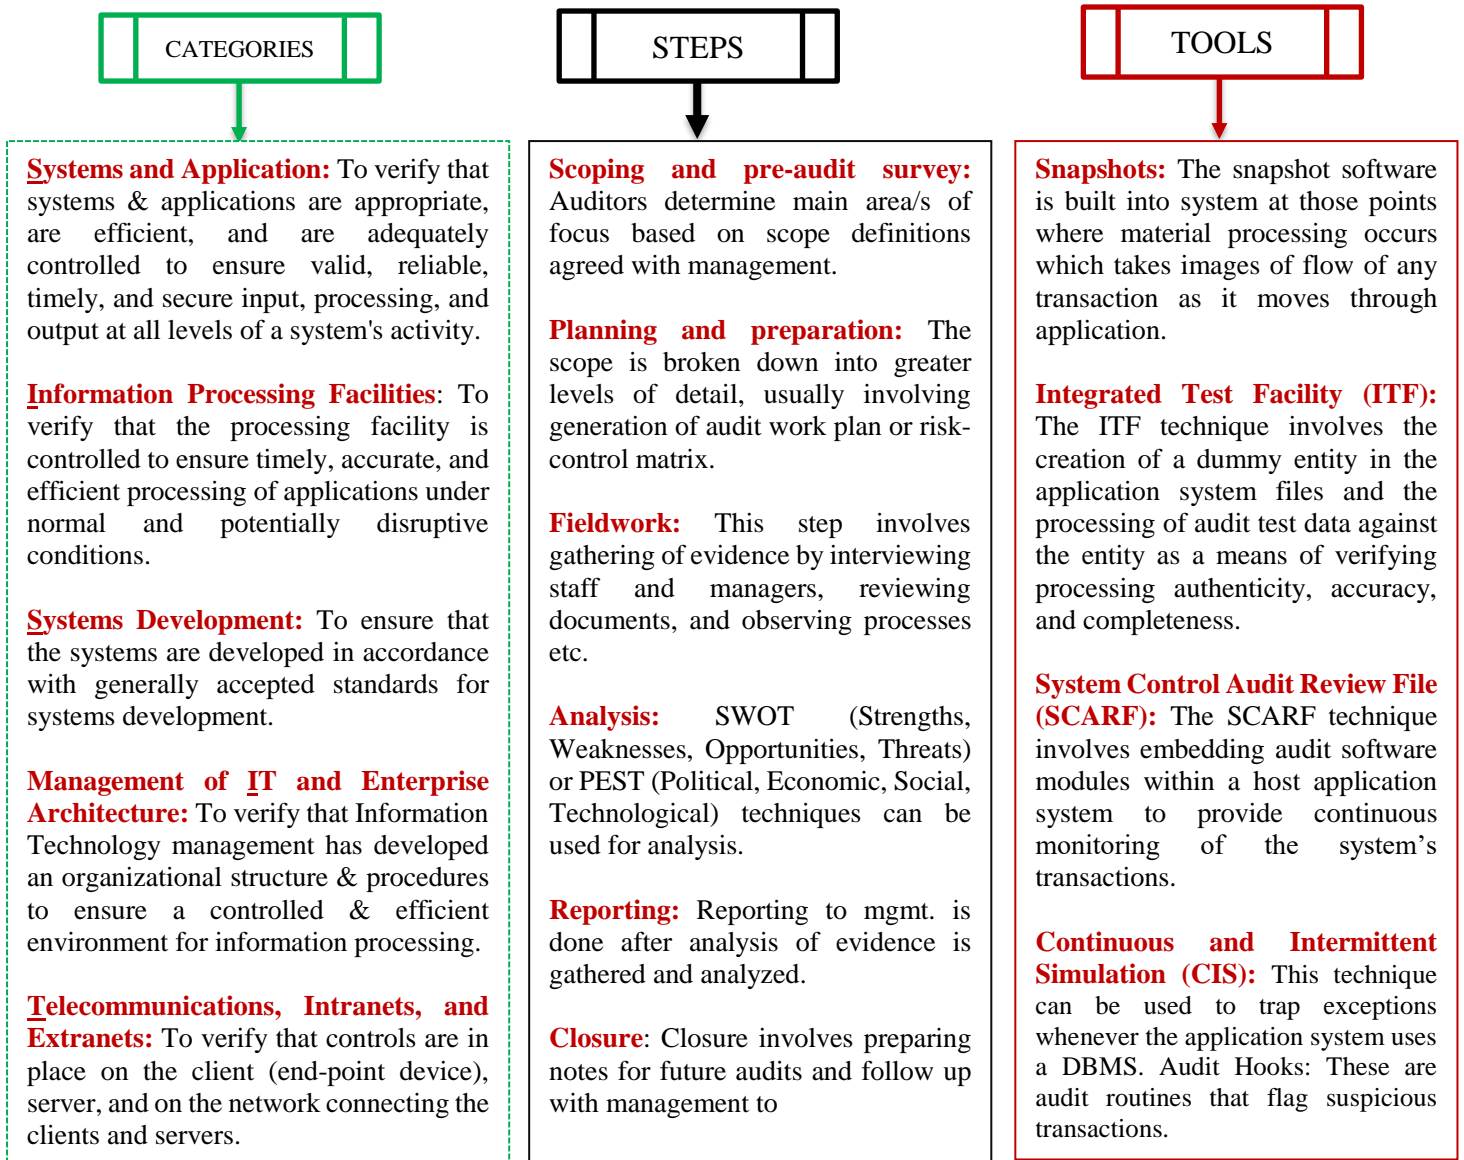 CATEGORIES
Systems and Application: To verify that
systems & applications are appropriate,
are efficient, and are adequately
controlled to ensure valid, reliable,
timely, and secure input, processing, and
output at all levels of a system's activity.
Information Processing Facilities: To
verify that the processing facility is
controlled to ensure timely, accurate, and
efficient processing of applications under
normal and potentially disruptive
conditions.
Systems Development: To ensure that
the systems are developed in accordance
with generally accepted standards for
systems development.
Management of IT and Enterprise
Architecture: To verify that Information
Technology management has developed
an organizational structure & procedures
to ensure a controlled & efficient
environment for information processing.
Telecommunications, Intranets, and
Extranets: To verify that controls are in
place on the client (end-point device),
server, and on the network connecting the
clients and servers.
STEPS
Scoping and pre-audit survey:
Auditors determine main area/s of
focus based on scope definitions
agreed with management.
Planning and preparation: The
scope is broken down into greater
levels of detail, usually involving
generation of audit work plan or risk-
control matrix.
Fieldwork: This step involves
gathering of evidence by interviewing
staff and managers, reviewing
documents, and observing processes
etc.
Analysis: SWOT (Strengths,
Weaknesses, Opportunities, Threats)
or PEST (Political, Economic, Social,
Technological) techniques can be
used for analysis.
Reporting: Reporting to mgmt. is
done after analysis of evidence is
gathered and analyzed.
Closure: Closure involves preparing
notes for future audits and follow up
with management to
TOOLS
Snapshots: The snapshot software
is built into system at those points
where material processing occurs
which takes images of flow of any
transaction as it moves through
application.
Integrated Test Facility (ITF):
The ITF technique involves the
creation of a dummy entity in the
application system files and the
processing of audit test data against
the entity as a means of verifying
processing authenticity, accuracy,
and completeness.
System Control Audit Review File
(SCARF): The SCARF technique
involves embedding audit software
modules within a host application
system to provide continuous
monitoring of the system’s
transactions.
Continuous and Intermittent
Simulation (CIS): This technique
can be used to trap exceptions
whenever the application system uses
a DBMS. Audit Hooks: These are
audit routines that flag suspicious
transactions.